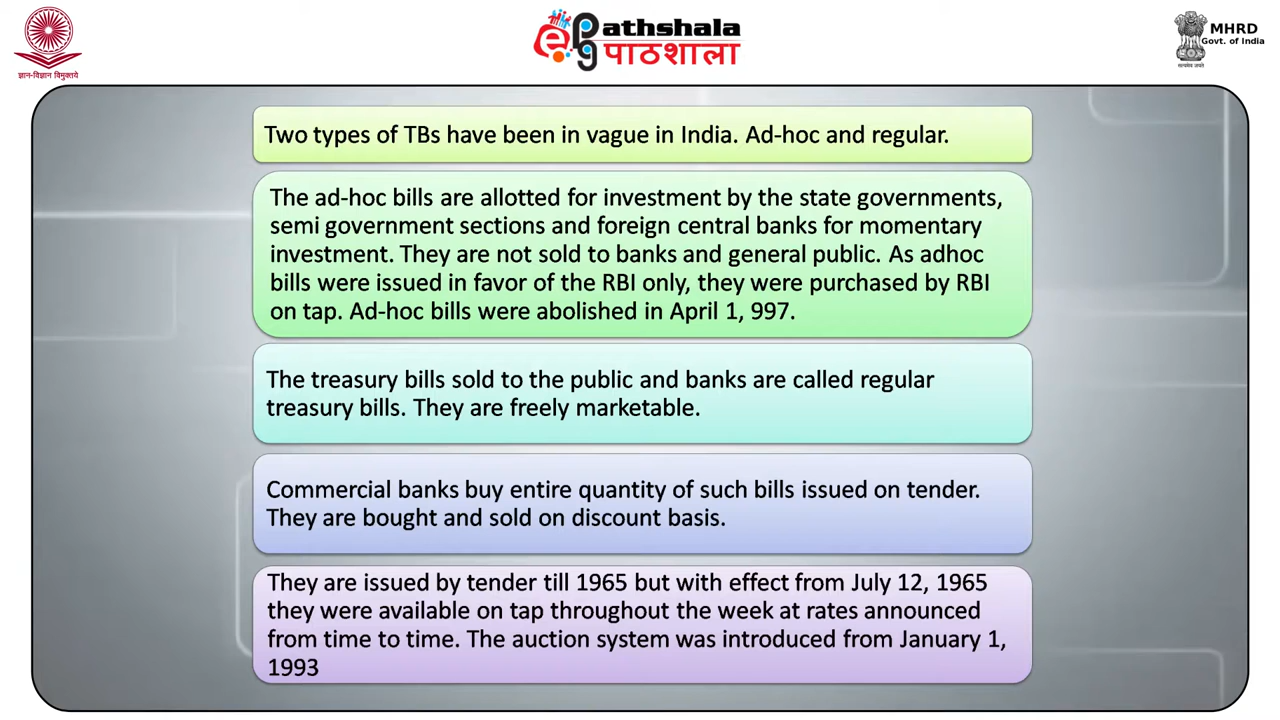 ज्ञान-विज्ञान विमुक्तये
epg
athshala
पाठशाला
MHRD
Govt. of India
सत्यमेव जयते
Two types of TBs have been in vague in India. Ad-hoc and regular.
The ad-hoc bills are allotted for investment by the state governments,
semi government sections and foreign central banks for momentary
investment. They are not sold to banks and general public. As adhoc
bills were issued in favor of the RBI only, they were purchased by RBI
on tap. Ad-hoc bills were abolished in April 1, 997.
The treasury bills sold to the public and banks are called regular
treasury bills. They are freely marketable.
Commercial banks buy entire quantity of such bills issued on tender.
They are bought and sold on discount basis.
They are issued by tender till 1965 but with effect from July 12, 1965
they were available on tap throughout the week at rates announced
from time to time. The auction system was introduced from January 1,
1993